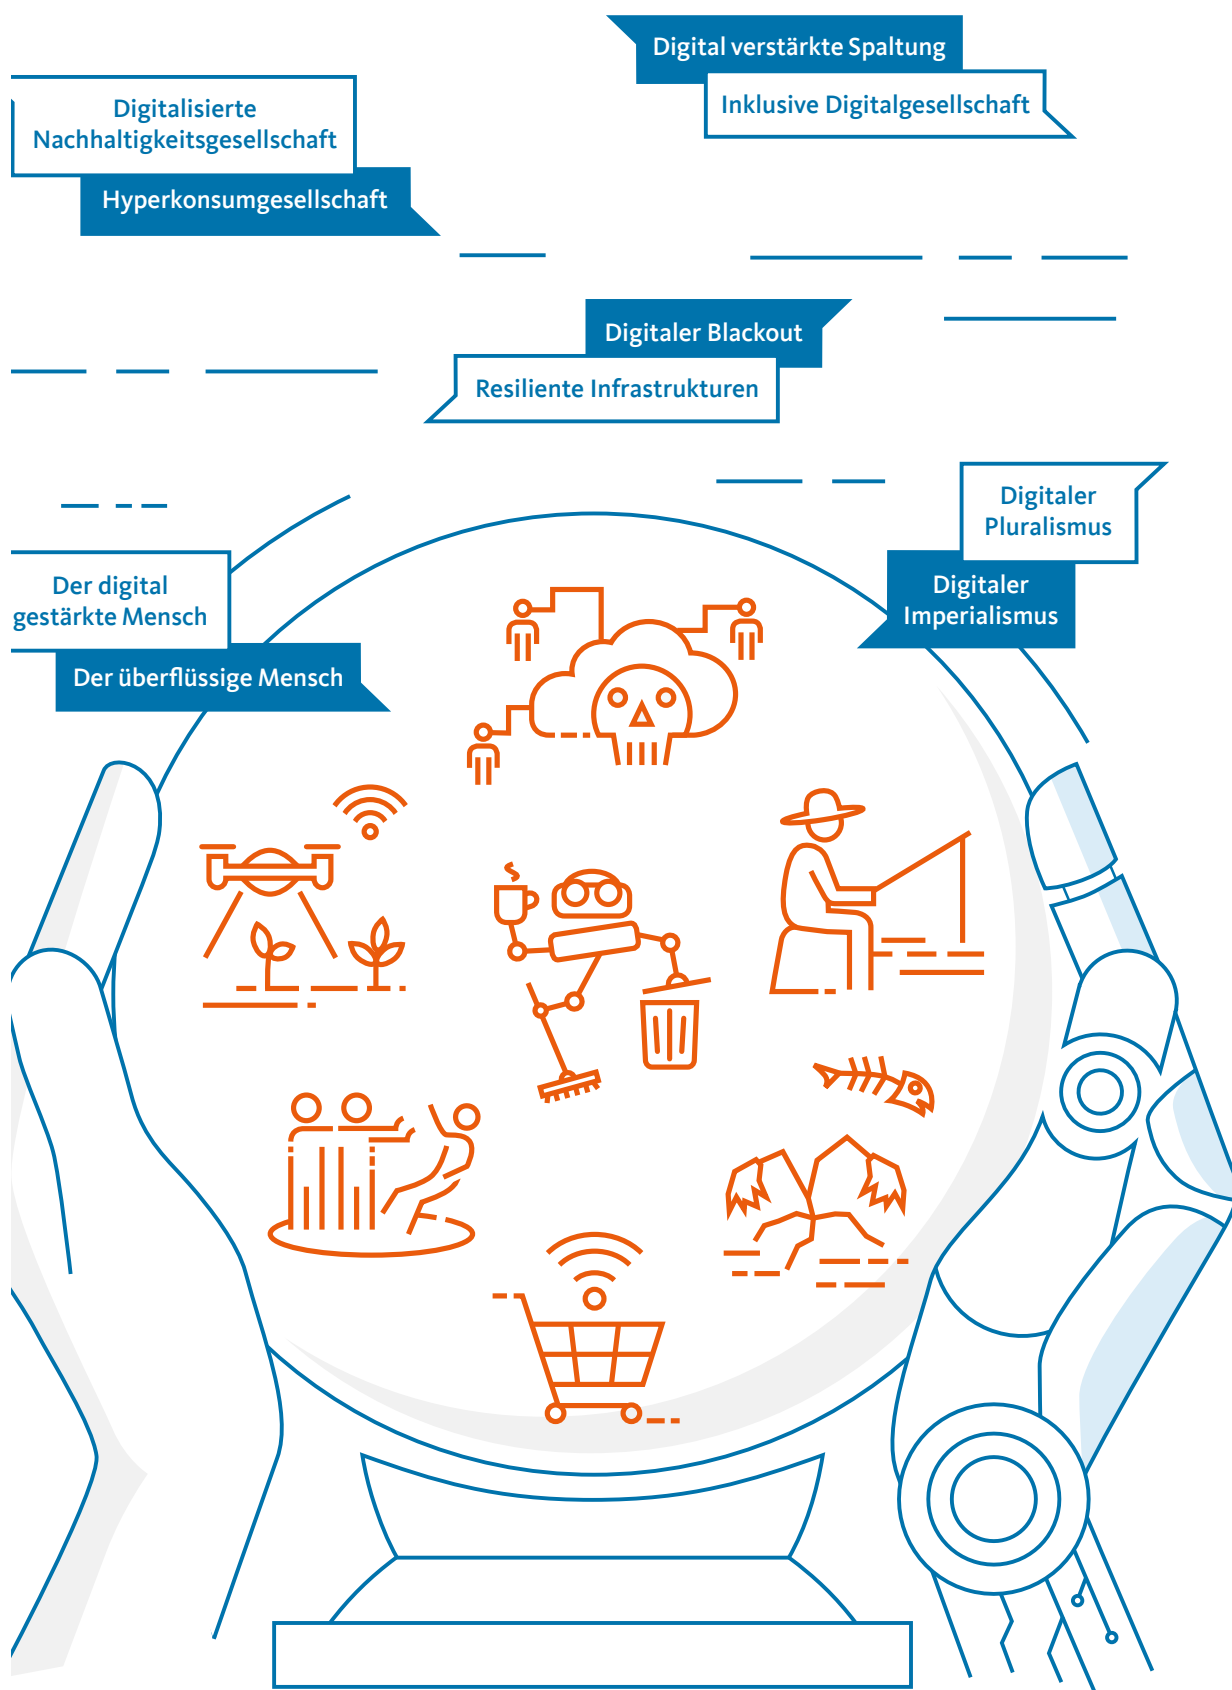 Digital verstärkte Spaltung
Inklusive Digitalgesellschaft
Digitalisierte
Nachhaltigkeitsgesellschaft
Hyperkonsumgesellschaft
Digitaler Blackout
Resiliente Infrastrukturen
Digitaler
Pluralismus
Digitaler
Imperialismus
Der digital
gestärkte Mensch
Der überflüssige Mensch